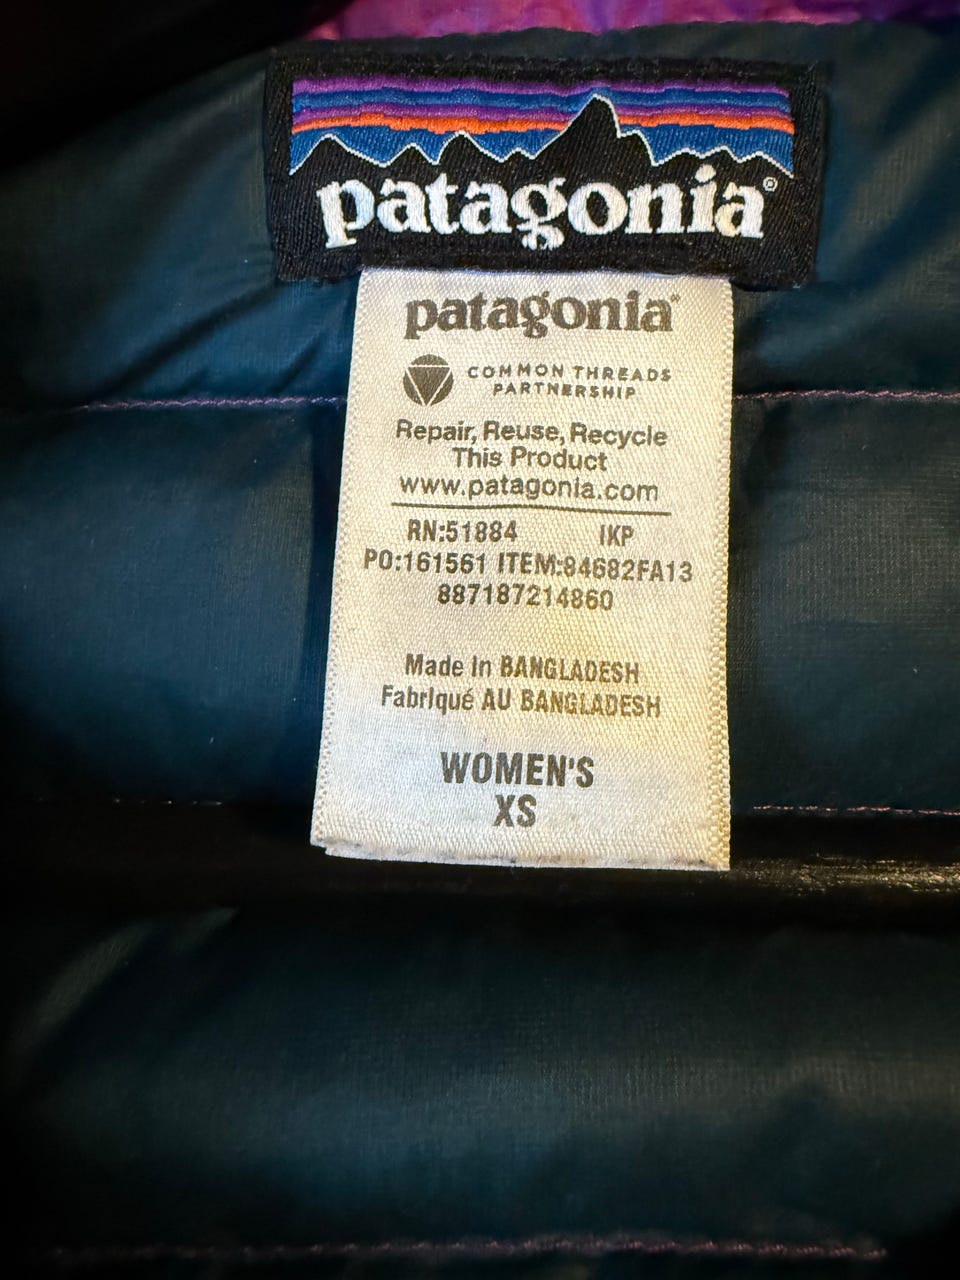 patagonia®
patagonia®
COMMON THREADS
PARTNERSHIP
Repair, Reuse, Recycle
This Product
www.patagonia.com
RN:51884 IKP
PO:161561 ITEM:84682FA13
887187214860
Made in BANGLADESH
Fabriqué AU BANGLADESH
WOMEN'S
XS